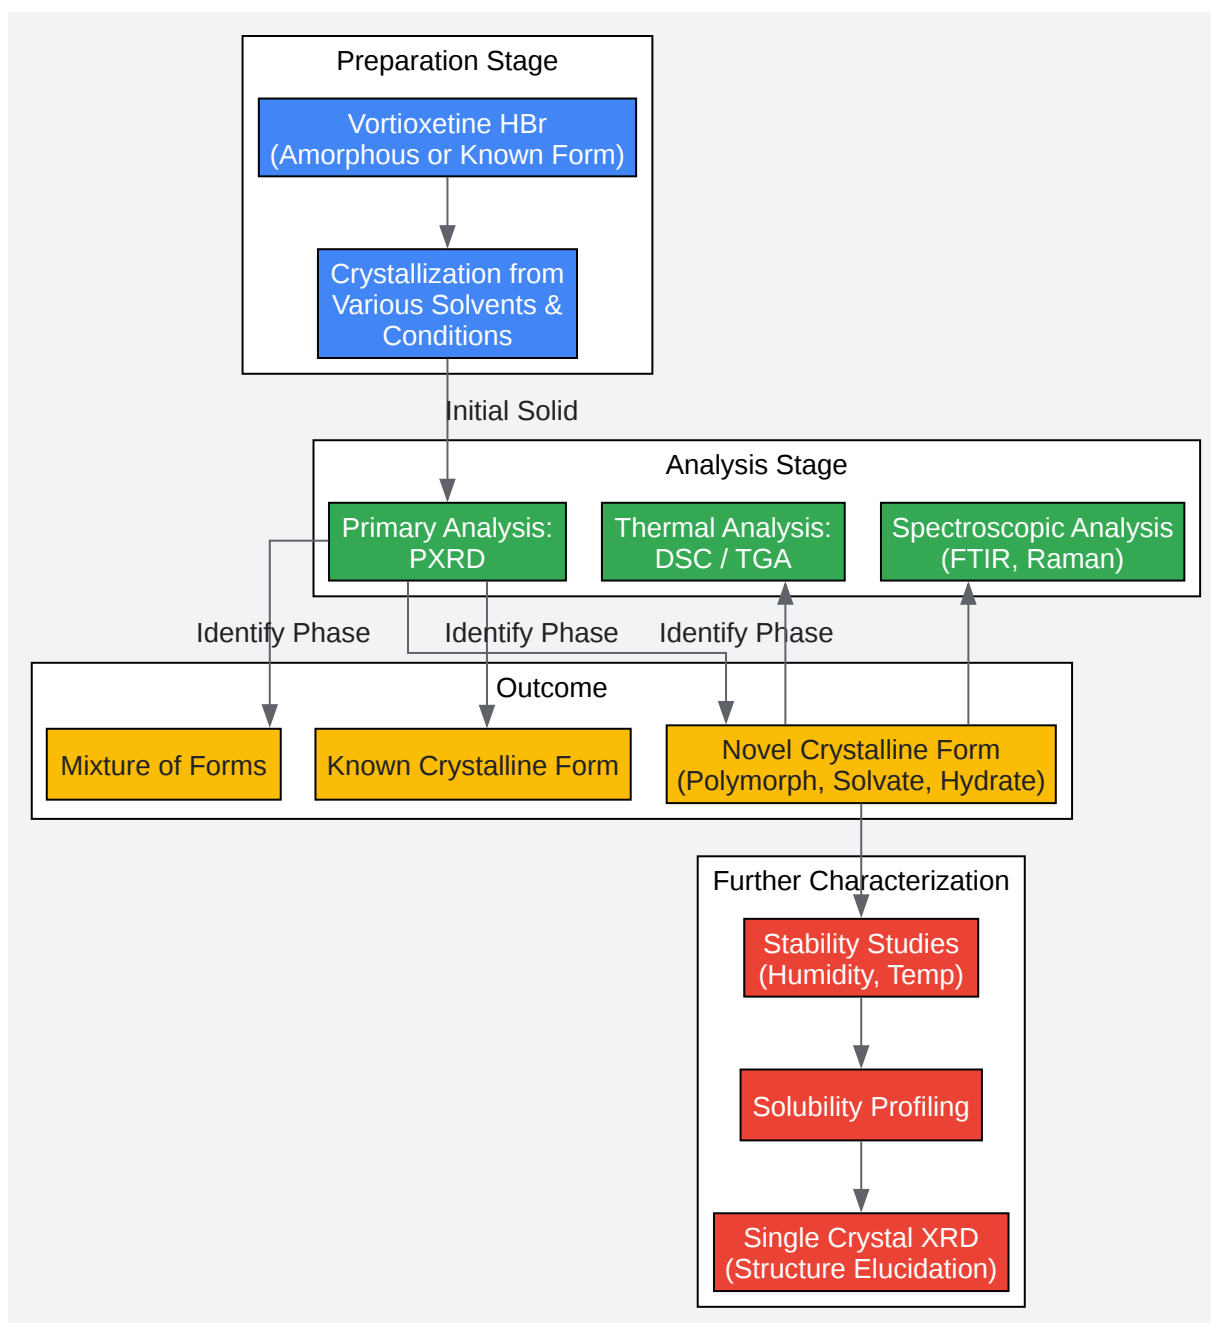 Preparation Stage
Vortioxetine HBr
(Amorphous or Known Form)
Crystallization from
Various Solvents &
Conditions
Initial Solid
Analysis Stage
Primary Analysis:
PXRD
Thermal Analysis:
DSC / TGA
Spectroscopic Analysis
(FTIR, Raman)
Identify Phase
Identify Phase
Identify Phase
Outcome
Mixture of Forms
Known Crystalline Form
Novel Crystalline Form
(Polymorph, Solvate, Hydrate)
Further Characterization
Stability Studies
(Humidity, Temp)
Solubility Profiling
Single Crystal XRD
(Structure Elucidation)